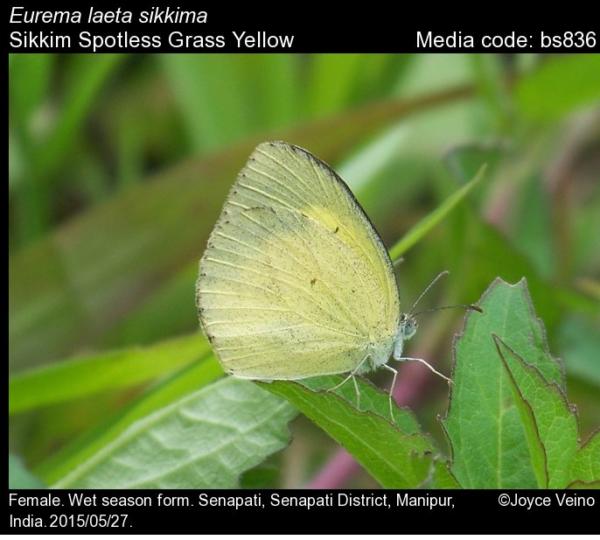 Eurema laeta sikkima
Sikkim Spotless Grass Yellow Media code: bs836
Female. Wet season form. Senapati, Senapati District, Manipur, ©Joyce Veino
India. 2015/05/27.